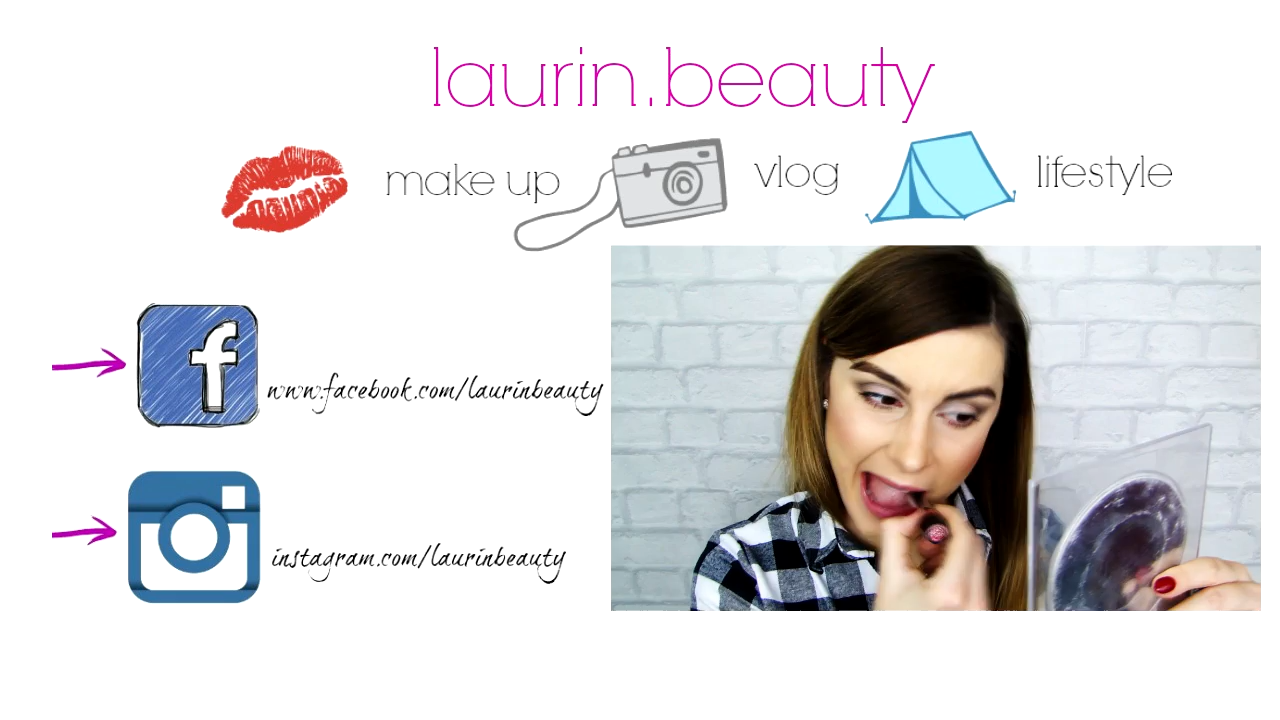 laurin.beauty
make up
vlog
lifestyle
www.facebook.com/laurinbeauty
instagram.com/laurinbeauty